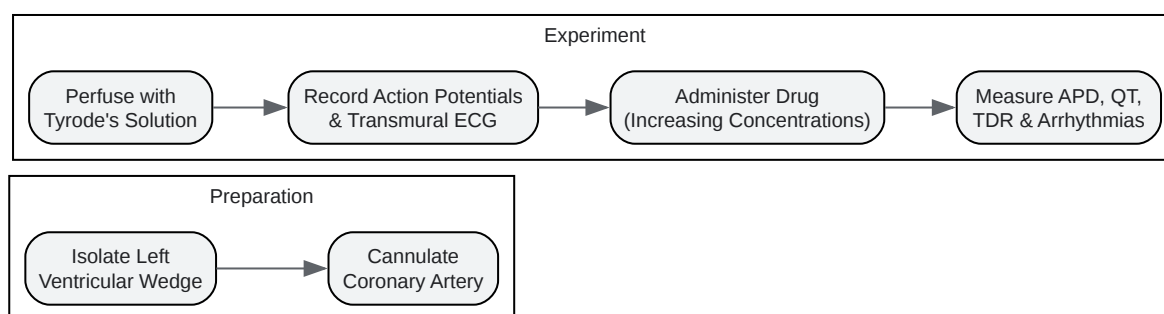 Experiment
Perfuse with
Tyrode's Solution
Record Action Potentials
& Transmural ECG
Administer Drug
(Increasing Concentrations)
Measure APD, QT,
TDR & Arrhythmias
Preparation
Isolate Left
Ventricular Wedge
Cannulate
Coronary Artery